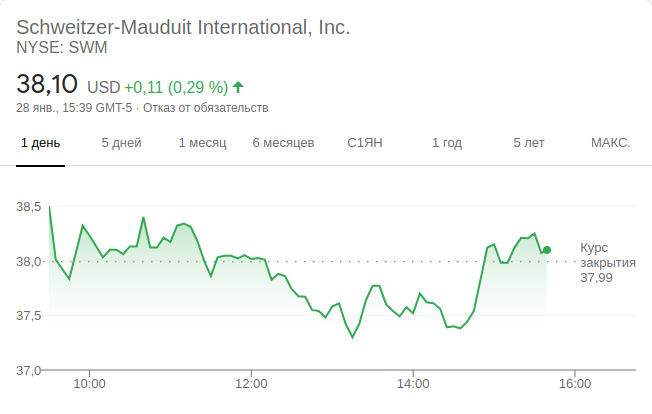 Schweitzer-Mauduit International, Inc.
NYSE: SWM
38,10 USD +0,11 (0,29 %)
28 янв., 15:39 GMT-5 · Отказ от обязательств
1 день 5 дней 1 месяц 6 месяцев С1ЯН 1 год 5 лет МАКС.
38,5
38,0
37,5
37,0
Курс
закрытия
37,99
10:00 12:00 14:00 16:00